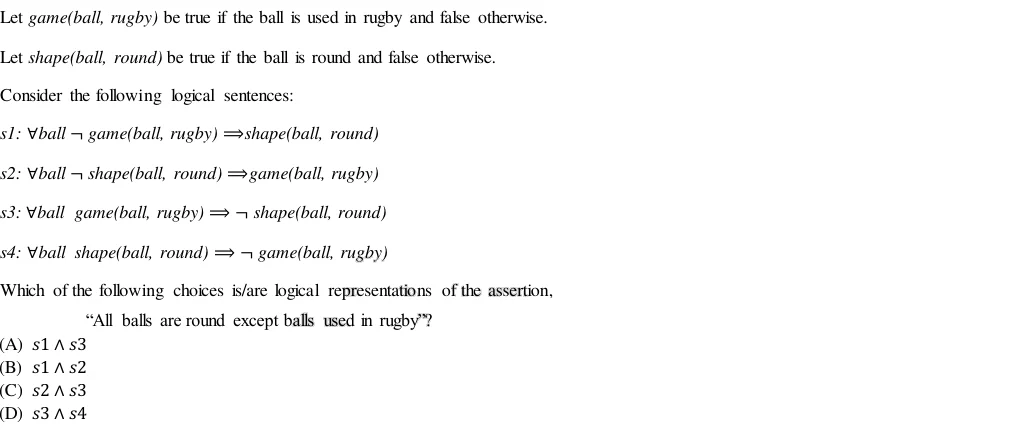 Let game(ball, rugby) be true if the ball is used in rugby and false otherwise.
Let shape(ball, round) be true if the ball is round and false otherwise.
Consider the following logical sentences:
s1: ∀ball ¬ game(ball, rugby) ⟹shape(ball, round)
s2: ∀ball ¬ shape(ball, round) ⟹game(ball, rugby)
s3: ∀ball game(ball, rugby) ⟹ ¬ shape(ball, round)
s4: ∀ball shape(ball, round) ⟹ ¬ game(ball, rugby)
Which of the following choices is/are logical representations of the assertion,
“All balls are round except balls used in rugby”?
(A) s1 ∧ s3
(B) s1 ∧ s2
(C) s2 ∧ s3
(D) s3 ∧ s4